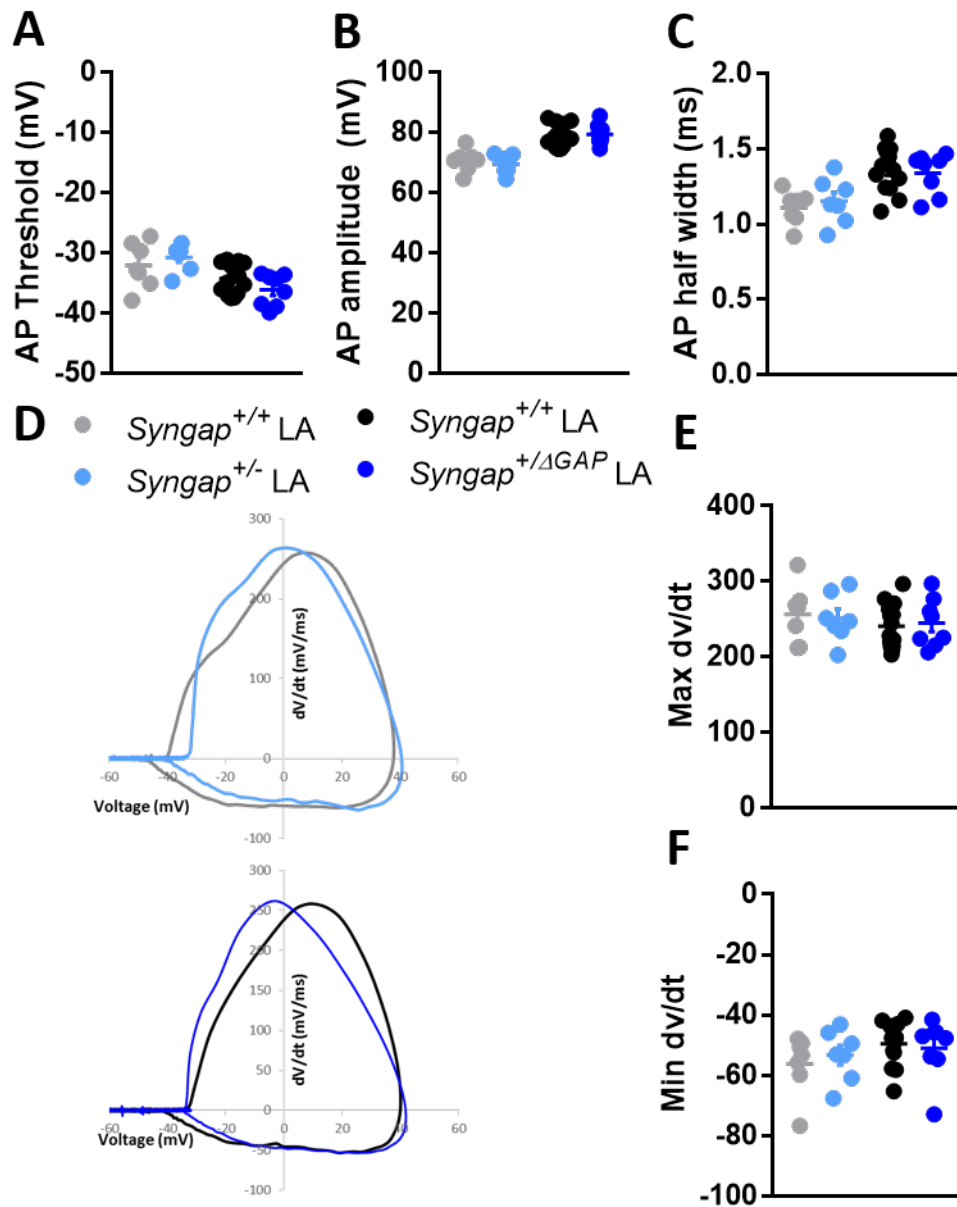 A
AP Threshold (mV)
0
-10
-20
-30
-40
-50
B
AP amplitude (mV)
100
80
60
40
20
0
C
AP half width (ms)
2.0
1.5
1.0
0.5
0.0
D
Syngap+/+ LA
Syngap+/- LA
Syngap+/+ LA
Syngap+/ΔGAP LA
300
200
100
0
-100
-60
-40
-20
0
20
40
60
dV/dt (mV/ms)
Voltage (mV)
300
250
200
150
100
50
0
-50
-100
-60
-40
-20
0
20
40
60
dV/dt (mV/ms)
Voltage (mV)
E
Max dv/dt
400
300
200
100
0
F
Min dv/dt
0
-20
-40
-60
-80
-100